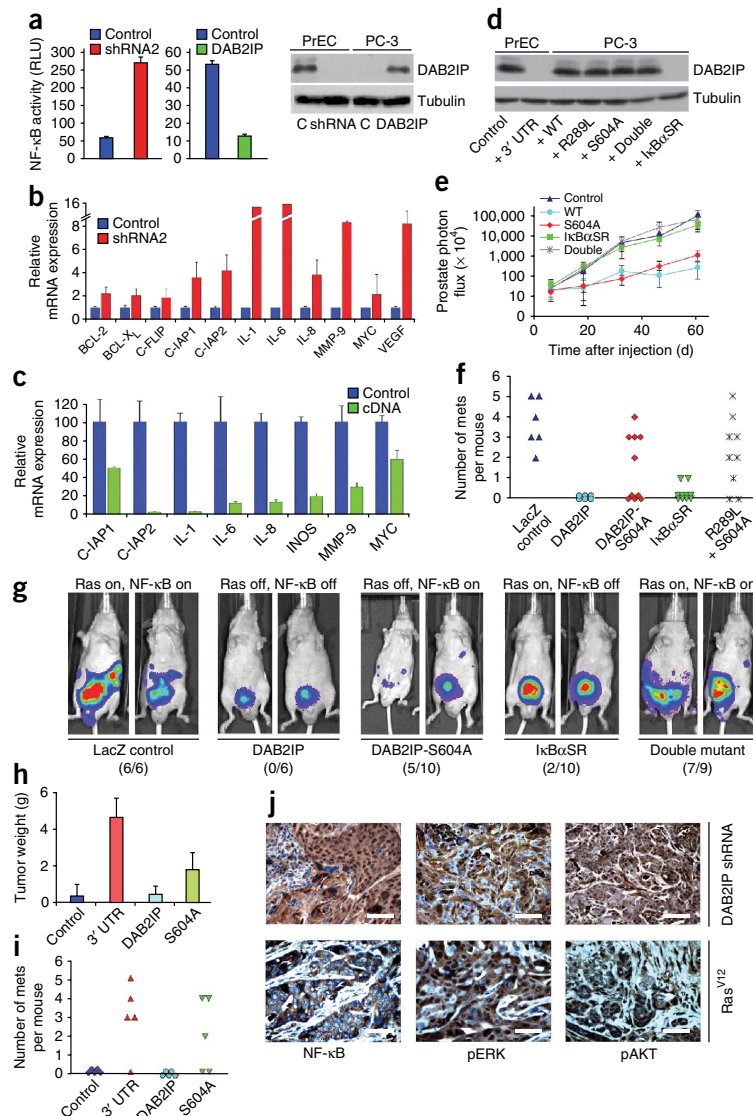 a
Control
shRNA2
Control
DAB2IP
NF-κB activity (RLU)
300
250
200
150
100
50
0
60
50
40
30
20
10
0
PrEC
PC-3
DAB2IP
Tubulin
C shRNA C DAB2IP
d
PrEC
PC-3
DAB2IP
Tubulin
Control
+ 3′ UTR
+ WT
+ R289L
+ S604A
+ Double
+ IκBαSR
b
Control
shRNA2
Relative
mRNA expression
16
8
6
4
2
0
BCL-2
BCL-XL
C-FLIP
C-IAP1
C-IAP2
IL-1
IL-6
IL-8
MMP-9
MYC
VEGF
e
Control
WT
S604A
IκBαSR
Double
Prostate photon
flux (× 10⁴)
100,000
10,000
1,000
100
10
0
0 20 40 60
Time after injection (d)
c
Control
cDNA
Relative
mRNA expression
120
100
80
60
40
20
0
C-IAP1
C-IAP2
IL-1
IL-6
IL-8
INOS
MMP-9
MYC
f
Number of mets
per mouse
6
5
4
3
2
1
0
LacZ
control
DAB2IP
DAB2IP-
S604A
IκBαSR
R289L
+ S604A
g
Ras on, NF-κB on
Ras off, NF-κB off
Ras off, NF-κB on
Ras on, NF-κB off
Ras on, NF-κB on
LacZ control
(6/6)
DAB2IP
(0/6)
DAB2IP-S604A
(5/10)
IκBαSR
(2/10)
Double mutant
(7/9)
h
Tumor weight (g)
6
4
2
0
Control
3′ UTR
DAB2IP
S604A
i
Number of mets
per mouse
6
5
4
3
2
1
0
Control
3′ UTR
DAB2IP
S604A
j
DAB2IP shRNA
Ras^V12
NF-κB
pERK
pAKT